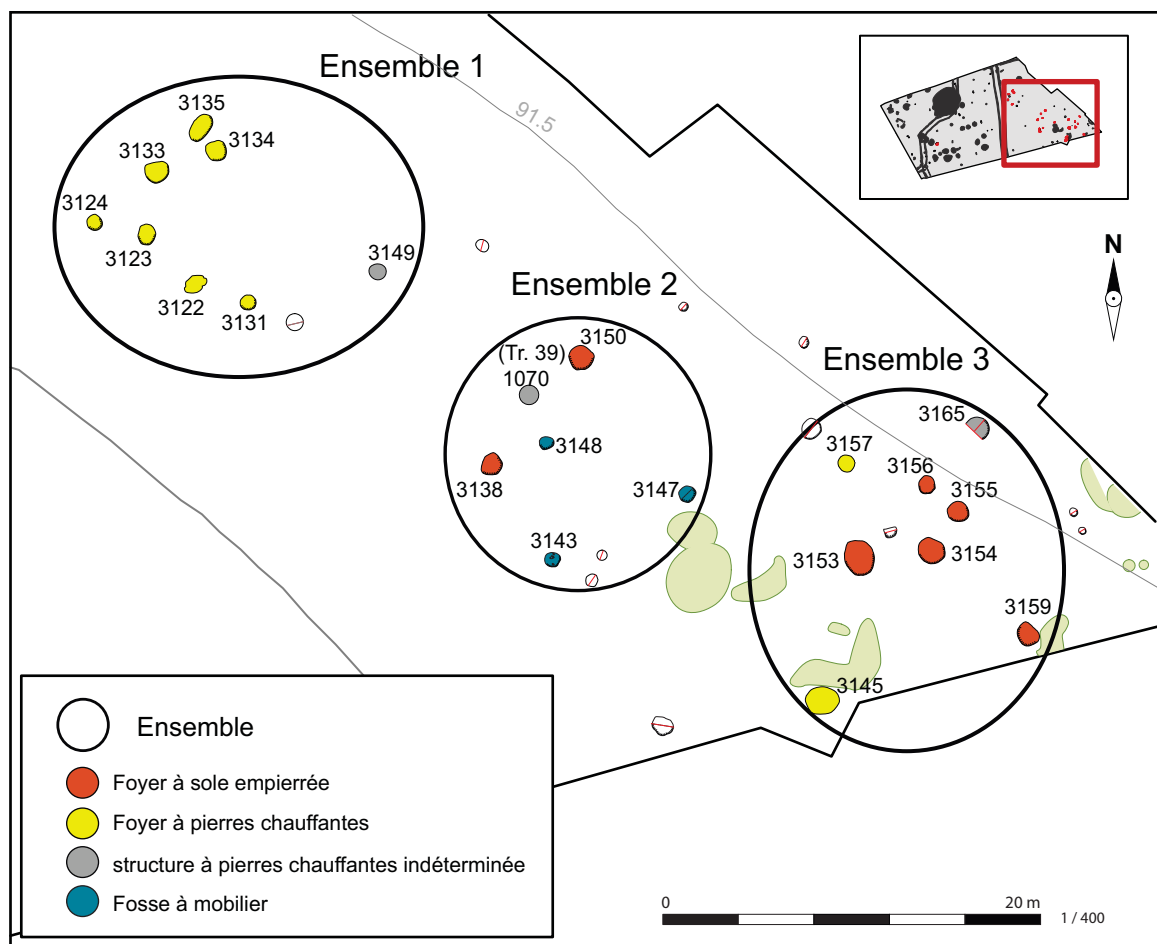 Ensemble 1
91.5
3135
3134
3133
3124
3123
3149
3122
3131
N
Ensemble 2
(Tr. 39)
1070
3150
3148
3138
3147
3143
Ensemble 3
3165
3157
3156
3155
3153
3154
3159
3145
Ensemble
Foyer à sole empierrée
Foyer à pierres chauffantes
structure à pierres chauffantes indéterminée
Fosse à mobilier
0
20 m
1 / 400